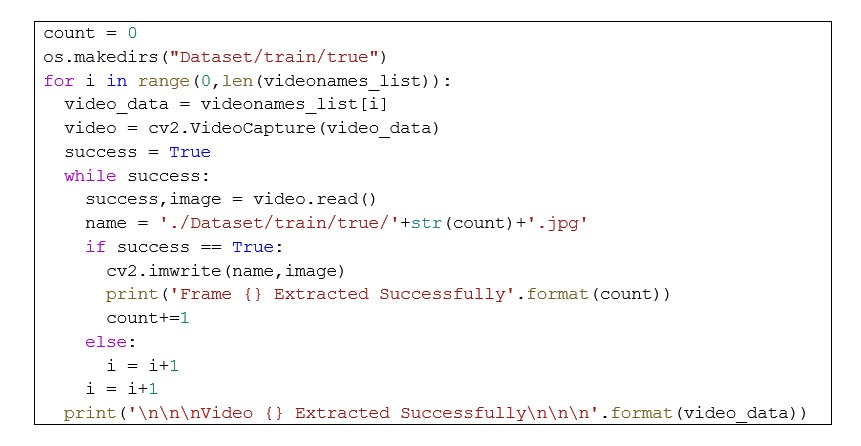 count = 0
os.makedirs("Dataset/train/true")
for i in range(0,len(videonames_list)):
  video_data = videonames_list[i]
  video = cv2.VideoCapture(video_data)
  success = True
  while success:
    success,image = video.read()
    name = './Dataset/train/true/'+str(count)+'.jpg'
    if success == True:
      cv2.imwrite(name,image)
      print('Frame {} Extracted Successfully'.format(count))
      count+=1
    else:
      i = i+1
    i = i+1
  print('\n\n\nVideo {} Extracted Successfully\n\n\n'.format(video_data))